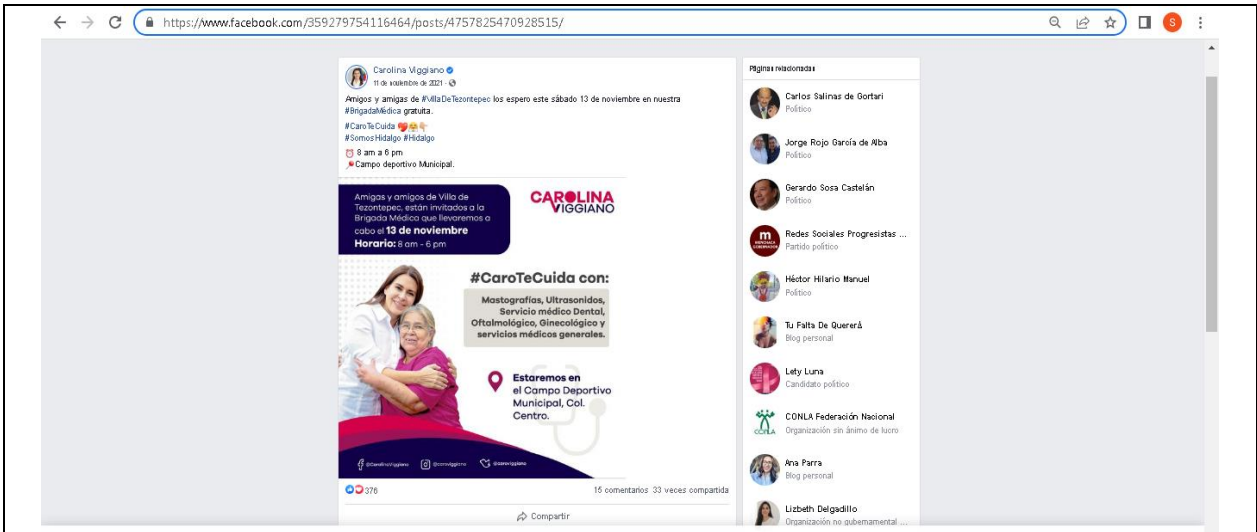 https://www.facebook.com/359279754116464/posts/4757825470928515/
S
Carolina Viggiano
11 de noviembre de 2021 ·
Amigos y amigas de #VillaDeTezontepec los espero este sábado 13 de noviembre en nuestra
#BrigadaMédica gratuita.
#CaroTeCuida
#SomosHidalgo #Hidalgo
8 am a 6 pm
Campo deportivo Municipal.
Amigas y amigos de Villa de
Tezontepec, están invitados a la
Brigada Médica que llevaremos a
cabo el 13 de noviembre
Horario: 8 am - 6 pm
CAROLINA
VIGGIANO
#CaroTeCuida con:
Mastografías, Ultrasonidos,
Servicio médico Dental,
Oftalmológico, Ginecológico y
servicios médicos generales.
Estaremos en
el Campo Deportivo
Municipal, Col.
Centro.
@CarolinaViggiano @caroviggiano @caroviggiano
376
15 comentarios 33 veces compartida
Compartir
Páginas relacionadas
Carlos Salinas de Gortari
Político
Jorge Rojo García de Alba
Político
Gerardo Sosa Castelán
Político
Redes Sociales Progresistas ...
Partido político
Héctor Hilario Manuel
Político
Tu Falta De Quererá
Blog personal
Lety Luna
Candidato político
CONLA Federación Nacional
Organización sin ánimo de lucro
Ana Parra
Blog personal
Lizbeth Delgadillo
Organización no gubernamental ...